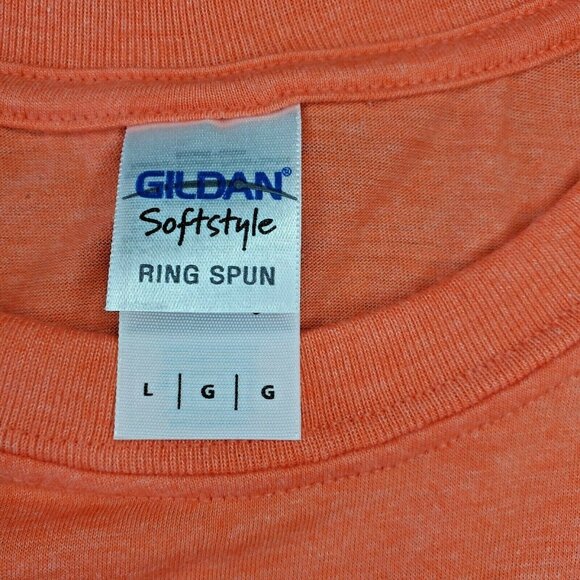 GILDAN®
Softstyle
RING SPUN
L | G | G